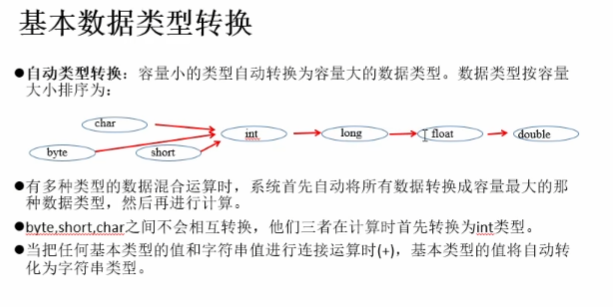 基本数据类型转换
●自动类型转换：容量小的类型自动转换为容量大的数据类型。数据类型按容量
大小排序为：
char
byte
short
int
long
float
double
●有多种类型的数据混合运算时，系统首先自动将所有数据转换成容量最大的那
种数据类型，然后再进行计算。
●byte,short,char之间不会相互转换，他们三者在计算时首先转换为int类型。
●当把任何基本类型的值和字符串值进行连接运算时(+)，基本类型的值将自动转
化为字符串类型。